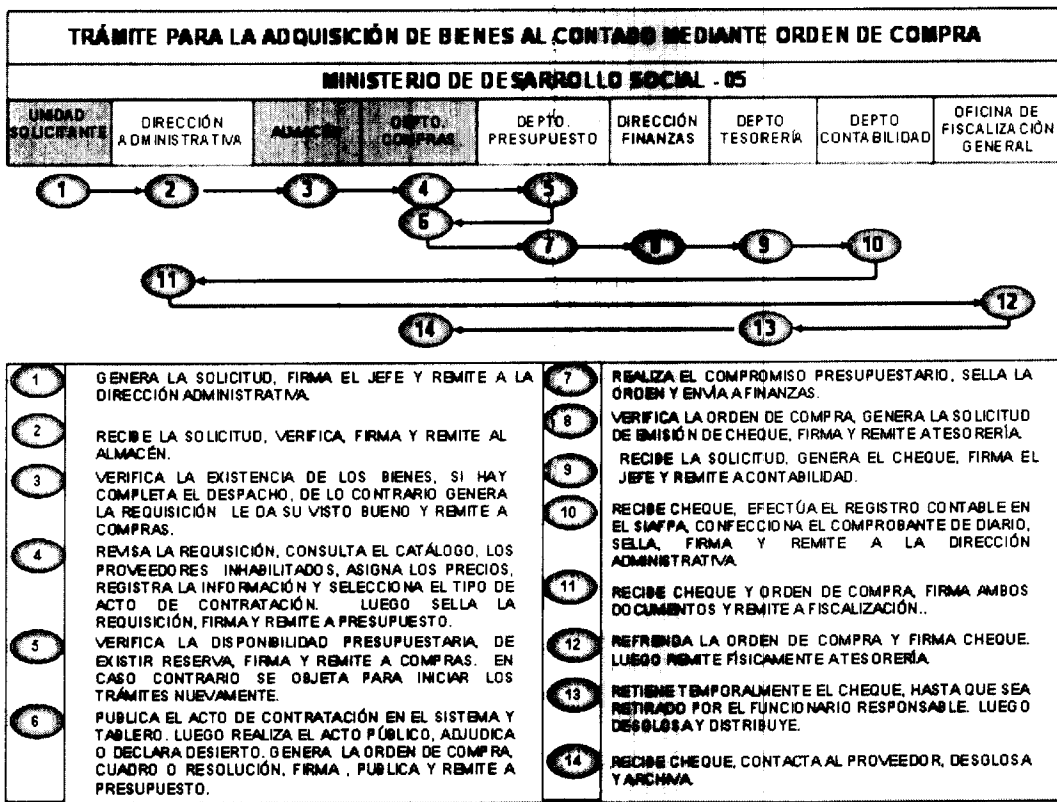 TRÁMITE PARA LA ADQUISICIÓN DE BIENES AL CONTADO MEDIANTE ORDEN DE COMPRA
MINISTERIO DE DESARROLLO SOCIAL - 05
UNIDAD SOLICITANTE
DIRECCIÓN ADMINISTRATIVA
ALMACÉN
DEPTO. COMPRAS
DEPTO. PRESUPUESTO
DIRECCIÓN FINANZAS
DEPTO TESORERÍA
DEPTO CONTABILIDAD
OFICINA DE FISCALIZACIÓN GENERAL
1 2 3 4 5
6
7 8 9 10
11
12
14 13
1
GENERA LA SOLICITUD, FIRMA EL JEFE Y REMITE A LA
DIRECCIÓN ADMINISTRATIVA.
2
RECIBE LA SOLICITUD, VERIFICA, FIRMA Y REMITE AL
ALMACÉN.
3
VERIFICA LA EXISTENCIA DE LOS BIENES, SI HAY
COMPLETA EL DESPACHO, DE LO CONTRARIO GENERA
LA REQUISICIÓN LE DA SU VISTO BUENO Y REMITE A
COMPRAS.
4
REVISA LA REQUISICIÓN, CONSULTA EL CATÁLOGO, LOS
PROVEEDORES INHABILITADOS, ASIGNA LOS PRECIOS,
REGISTRA LA INFORMACIÓN Y SELECCIONA EL TIPO DE
ACTO DE CONTRATACIÓN. LUEGO SELLA LA
REQUISICIÓN, FIRMA Y REMITE A PRESUPUESTO.
5
VERIFICA LA DISPONIBILIDAD PRESUPUESTARIA, DE
EXISTIR RESERVA, FIRMA Y REMITE A COMPRAS. EN
CASO CONTRARIO SE OBJETA PARA INICIAR LOS
TRÁMITES NUEVAMENTE.
6
PUBLICA EL ACTO DE CONTRATACIÓN EN EL SISTEMA Y
TABLERO. LUEGO REALIZA EL ACTO PÚBLICO, ADJUDICA
O DECLARA DESIERTO. GENERA LA ORDEN DE COMPRA,
CUADRO O RESOLUCIÓN, FIRMA , PUBLICA Y REMITE A
PRESUPUESTO.
7
REALIZA EL COMPROMISO PRESUPUESTARIO, SELLA LA
ORDEN Y ENVÍA A FINANZAS.
8
VERIFICA LA ORDEN DE COMPRA, GENERA LA SOLICITUD
DE EMISIÓN DE CHEQUE, FIRMA Y REMITE A TESORERÍA.
9
RECIBE LA SOLICITUD, GENERA EL CHEQUE, FIRMA EL
JEFE Y REMITE A CONTABILIDAD.
10
RECIBE CHEQUE, EFECTÚA EL REGISTRO CONTABLE EN
EL SIAFPA, CONFECCIONA EL COMPROBANTE DE DIARIO,
SELLA, FIRMA Y REMITE A LA DIRECCIÓN
ADMINISTRATIVA
11
RECIBE CHEQUE Y ORDEN DE COMPRA, FIRMA AMBOS
DOCUMENTOS Y REMITE A FISCALIZACIÓN..
12
REFRENDA LA ORDEN DE COMPRA Y FIRMA CHEQUE.
LUEGO REMITE FÍSICAMENTE A TESORERÍA
13
RETIENE TEMPORALMENTE EL CHEQUE, HASTA QUE SEA
RETIRADO POR EL FUNCIONARIO RESPONSABLE. LUEGO
DESGLOSA Y DISTRIBUYE.
14
RECIBE CHEQUE, CONTACTA AL PROVEEDOR, DESGLOSA
Y ARCHIVA.